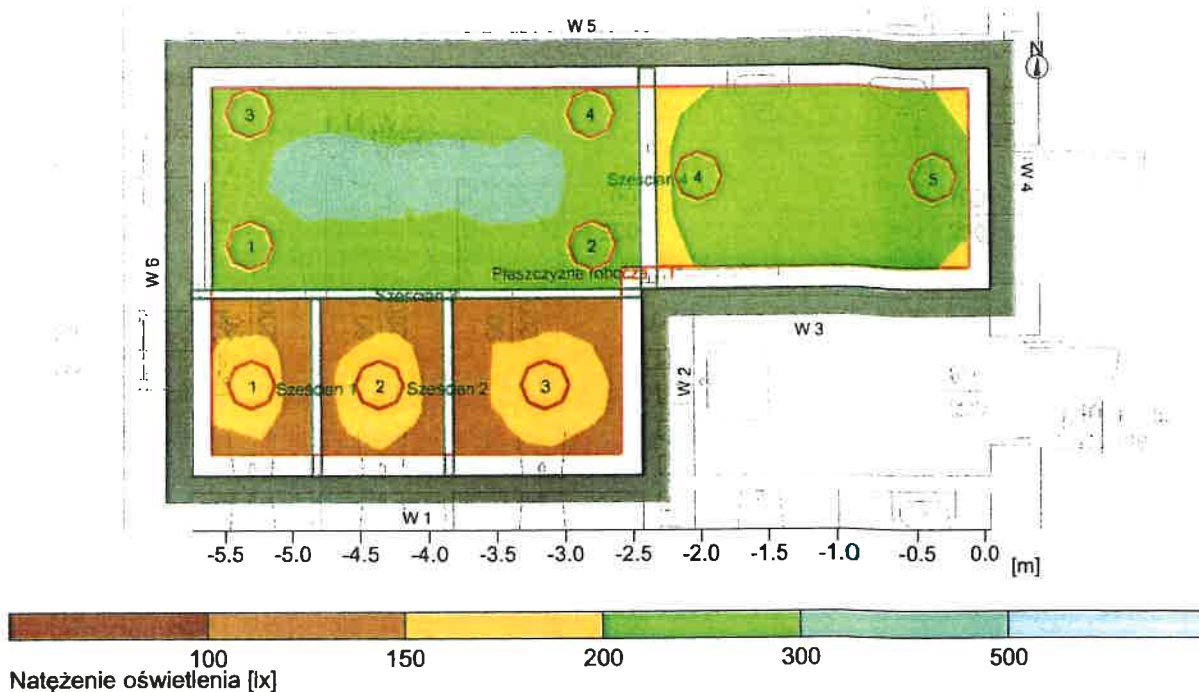 W 5
N
3
4
4
5
W 4
Sześcian 4
1
2
W 6
Płaszczyzna robocza 1.1
Sześcian
W 3
1
Sześcian 1
2
Sześcian 2
3
W 2
W 1
-5.5 -5.0 -4.5 -4.0 -3.5 -3.0 -2.5 -2.0 -1.5 -1.0 -0.5 0.0
[m]
100 150 200 300 500
Natężenie oświetlenia [lx]